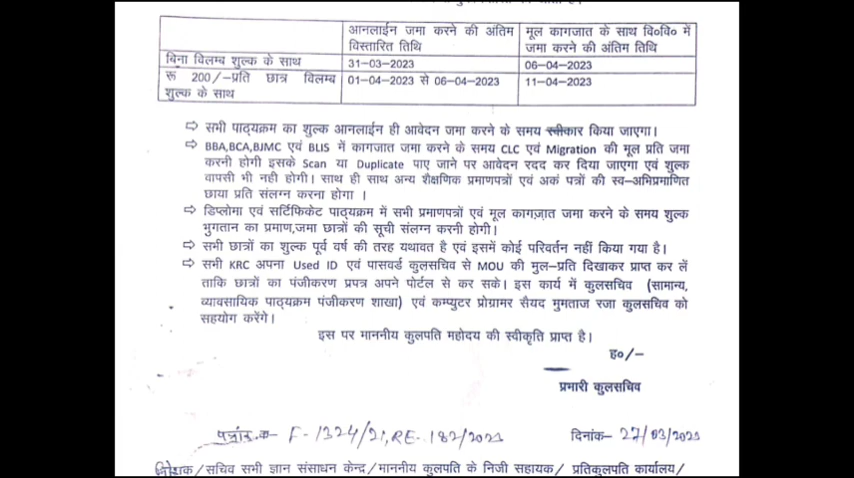 आनलाईन जमा करने की अंतिम विस्तारित तिथि
मूल कागजात के साथ वि०वि० में जमा करने की अंतिम तिथि
बिना विलम्ब शुल्क के साथ 31-03-2023 06-04-2023
रू 200/-प्रति छात्र विलम्ब शुल्क के साथ 01-04-2023 से 06-04-2023 11-04-2023
⇨ सभी पाठ्यक्रम का शुल्क आनलाईन ही आवेदन जमा करने के समय स्वीकार किया जाएगा।
⇨ BBA,BCA,BJMC एवं BLIS में कागजात जमा करने के समय CLC एवं Migration की मूल प्रति जमा
करनी होगी इसके Scan या Duplicate पाए जाने पर आवेदन रदद कर दिया जाएगा एवं शुल्क
वापसी भी नही होगी। साथ ही साथ अन्य शैक्षणिक प्रमाणपत्रों एवं अकं पत्रों की स्व-अभिप्रमाणित
छाया प्रति संलग्न करना होगा ।
⇨ डिप्लोमा एवं सर्टिफिकेट पाठ्यक्रम में सभी प्रमाणपत्रों एवं मूल कागज़ात जमा करने के समय शुल्क
भुगतान का प्रमाण,जमा छात्रों की सूची संलग्न करनी होगी।
⇨ सभी छात्रों का शुल्क पूर्व वर्ष की तरह यथावत है एवं इसमें कोई परिवर्तन नहीं किया गया है।
⇨ सभी KRC अपना Used ID एवं पासवर्ड कुलसचिव से MOU की मुल-प्रति दिखाकर प्राप्त कर लें
ताकि छात्रों का पंजीकरण प्रपत्र अपने पोर्टल से कर सके। इस कार्य में कुलसचिव (सामान्य,
व्यावसायिक पाठ्यक्रम पंजीकरण शाखा) एवं कम्प्युटर प्रोग्रामर सैयद मुमताज रजा कुलसचिव को
सहयोग करेंगे।
इस पर माननीय कुलपति महोदय की स्वीकृति प्राप्त है।
ह०/-
प्रभारी कुलसचिव
पत्रांक- F-1324/21,RE-182/2023 दिनांक- 27/03/2023
निदेशक/सचिव सभी ज्ञान संसाधन केन्द्र/माननीय कुलपति के निजी सहायक/ प्रतिकुलपति कार्यालय/